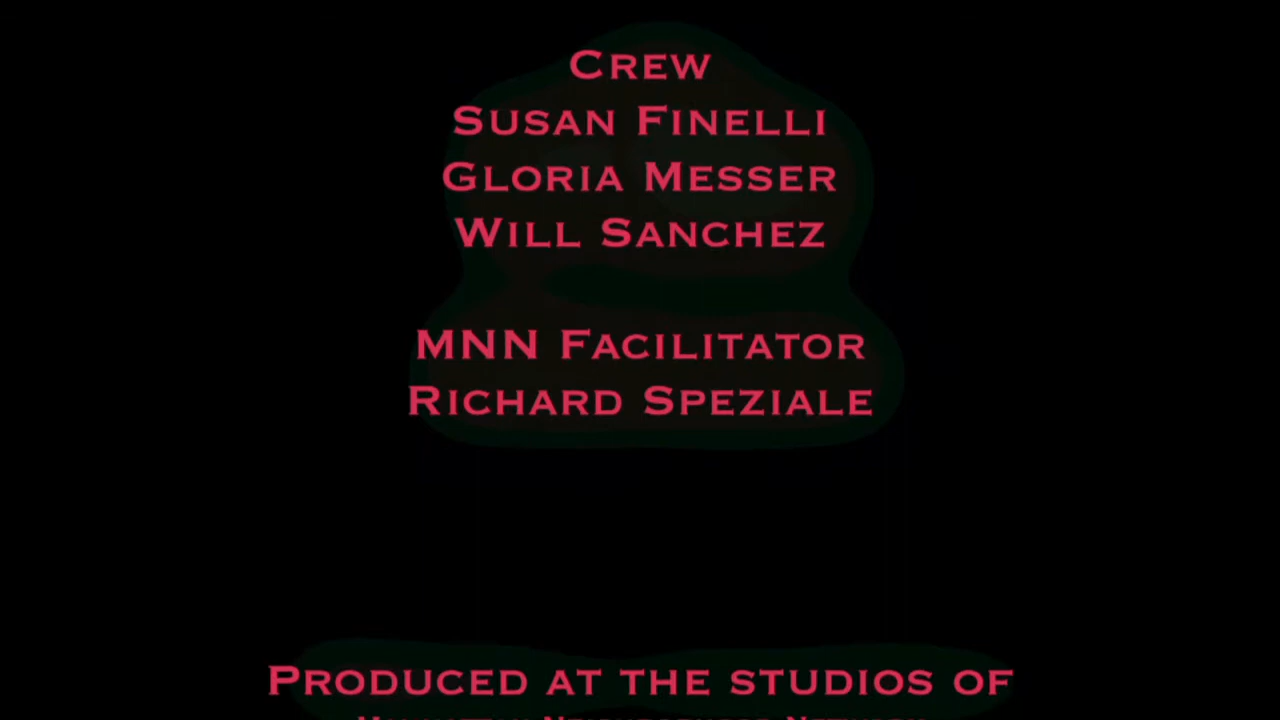 Crew
Susan Finelli
Gloria Messer
Will Sanchez
MNN Facilitator
Richard Speziale
Produced at the studios of